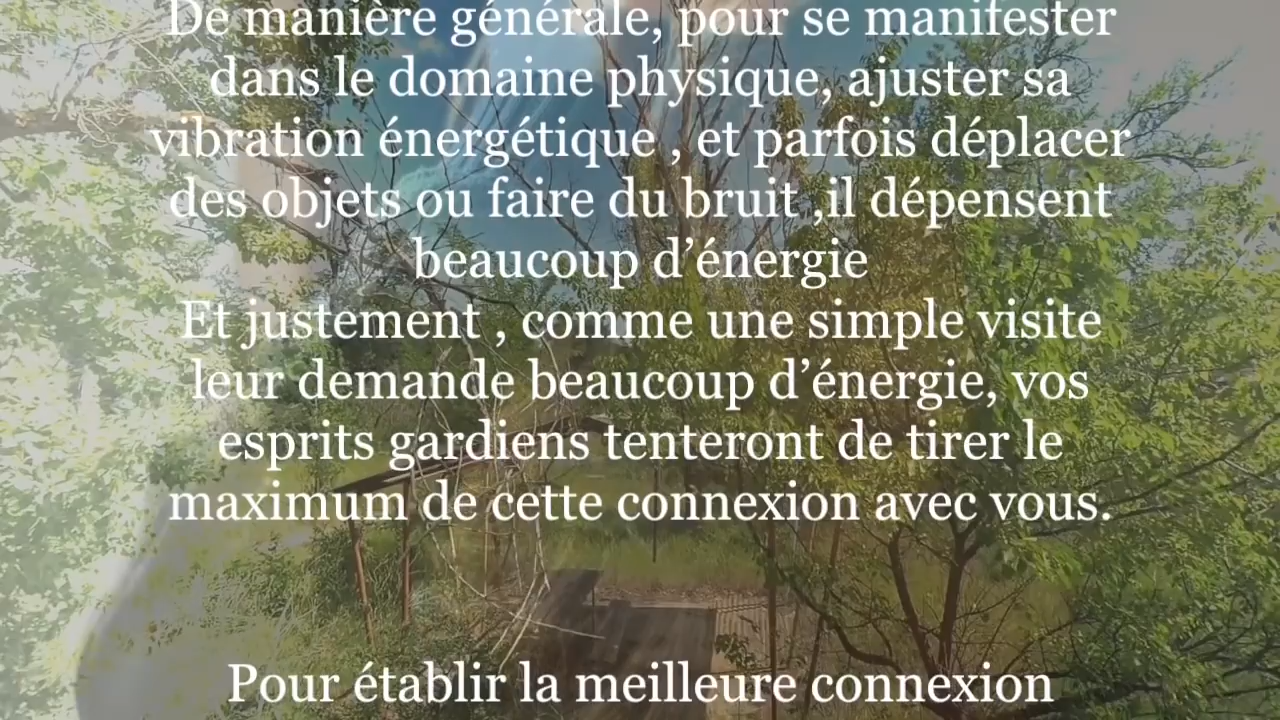 De manière générale, pour se manifester
dans le domaine physique, ajuster sa
vibration énergétique , et parfois déplacer
des objets ou faire du bruit ,il dépensent
beaucoup d’énergie
Et justement , comme une simple visite
leur demande beaucoup d’énergie, vos
esprits gardiens tenteront de tirer le
maximum de cette connexion avec vous.
Pour établir la meilleure connexion